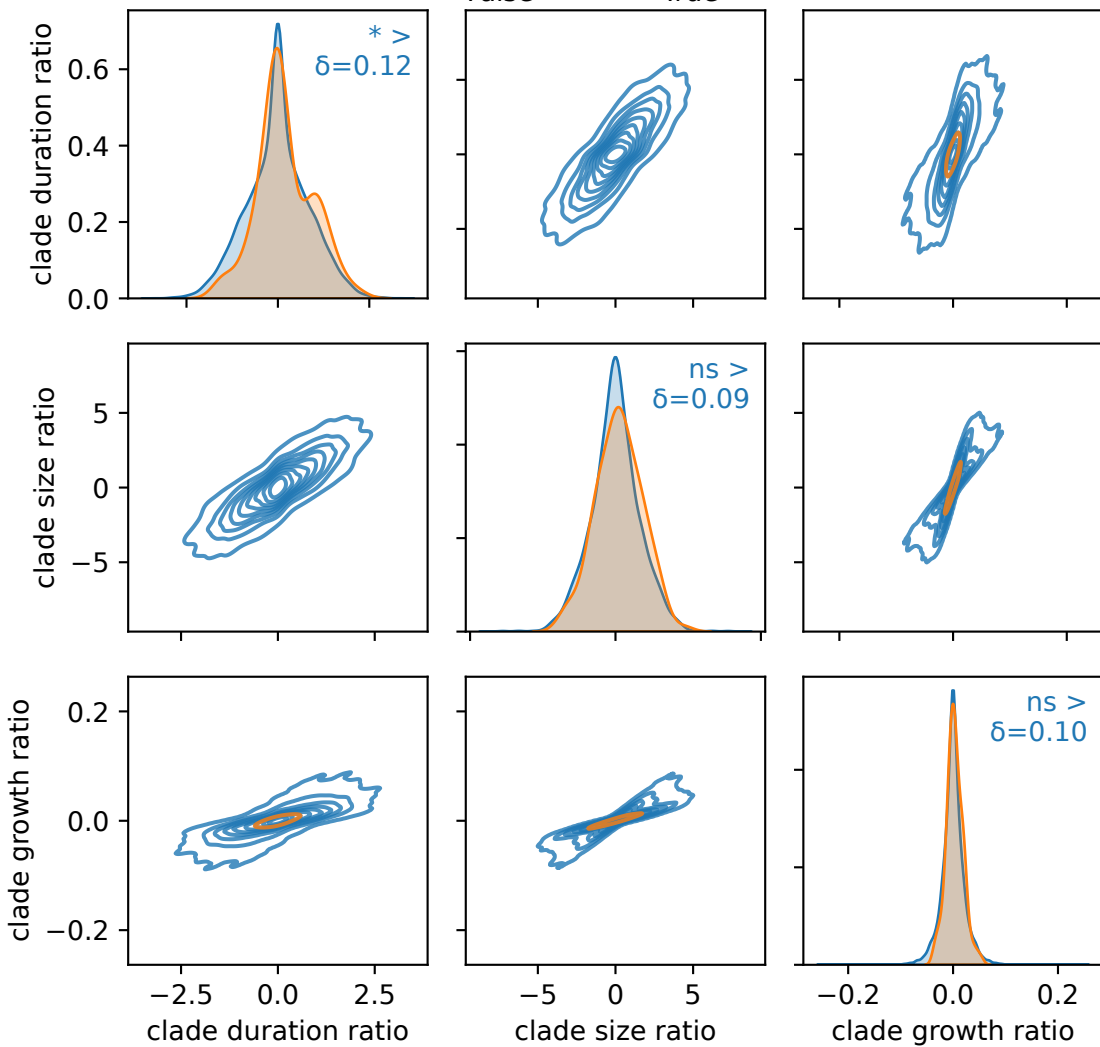 * >
δ=0.12
clade duration ratio
0.6
0.4
0.2
0.0
ns >
δ=0.09
clade size ratio
5
0
−5
ns >
δ=0.10
clade growth ratio
0.2
0.0
−0.2
−2.5 0.0 2.5
−5 0 5
−0.2 0.0 0.2
clade duration ratio
clade size ratio
clade growth ratio